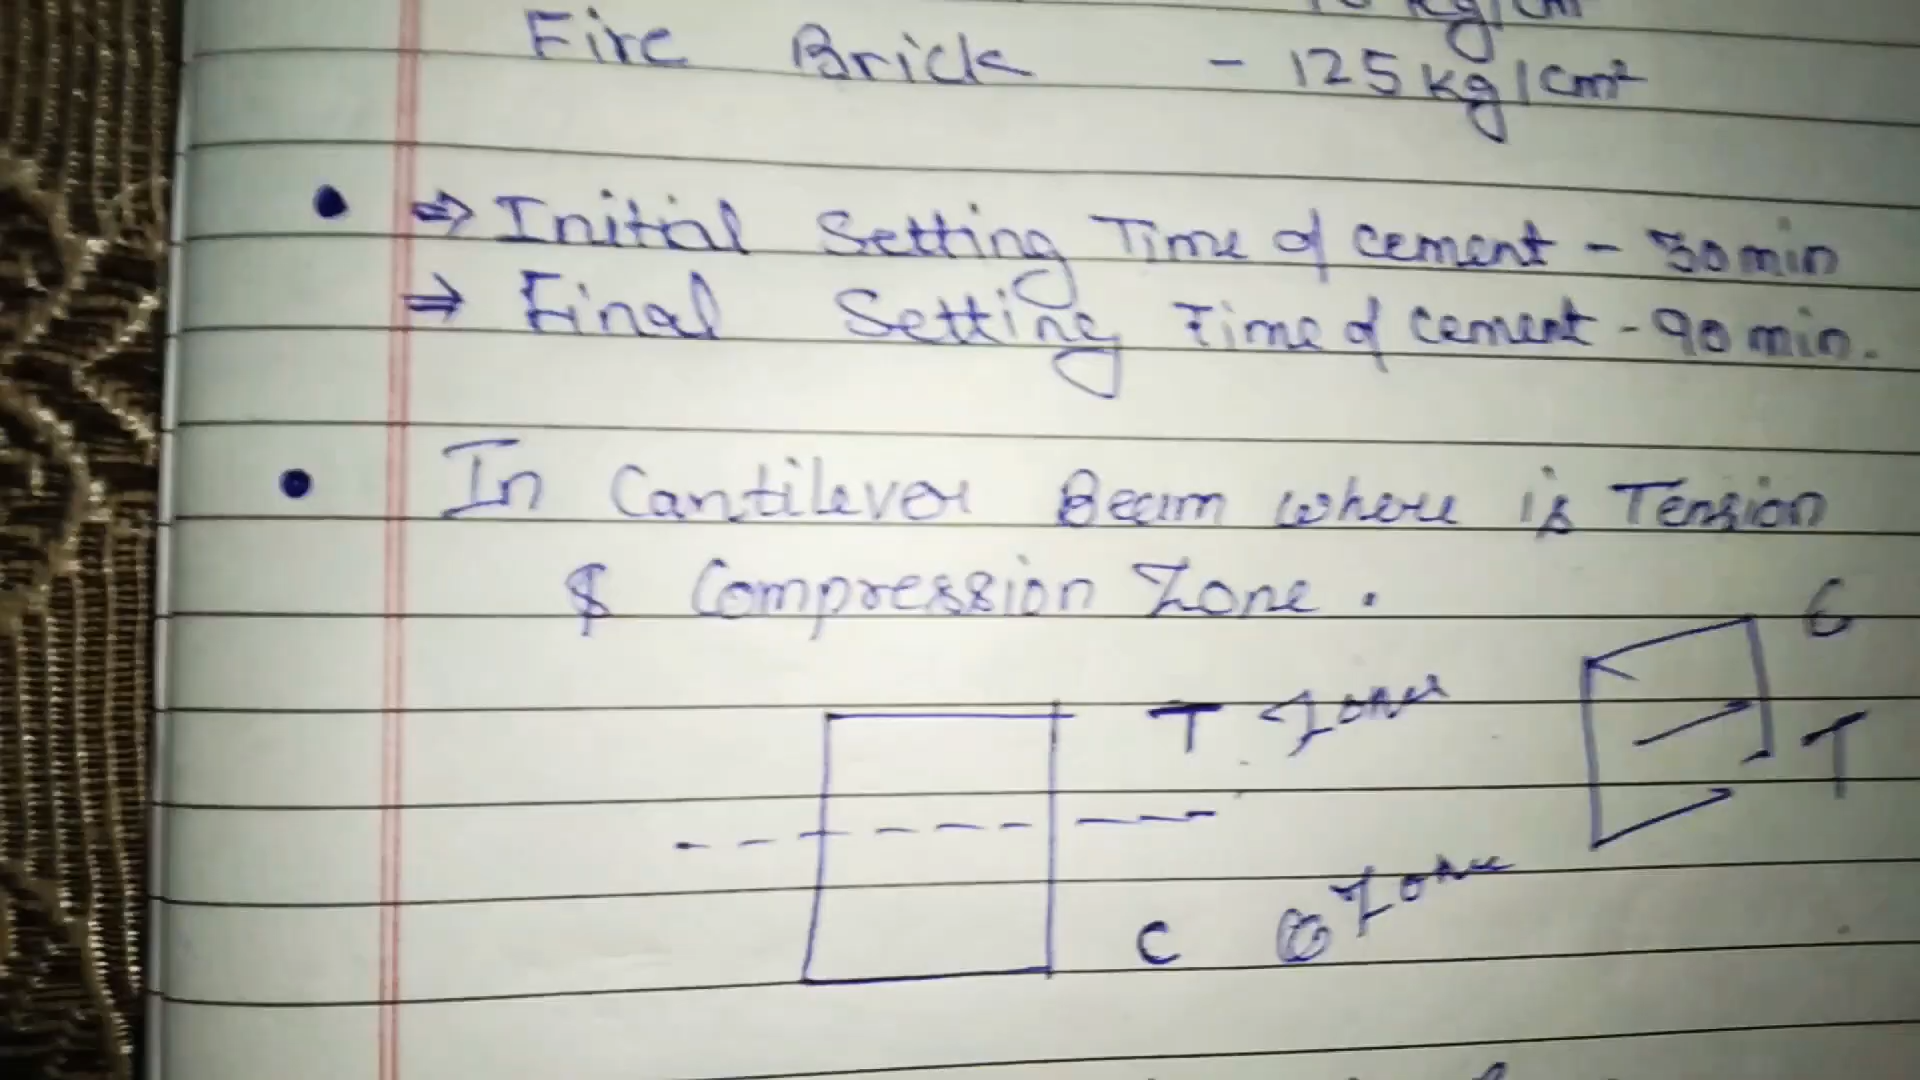 Fire Brick - 125 kg/cm²
⇒ Initial Setting Time of cement - 30 min
⇒ Final Setting Time of cement - 90 min.
In Cantilever Beam where is Tension
& Compression Zone.
C
T Zone
T
C Zone